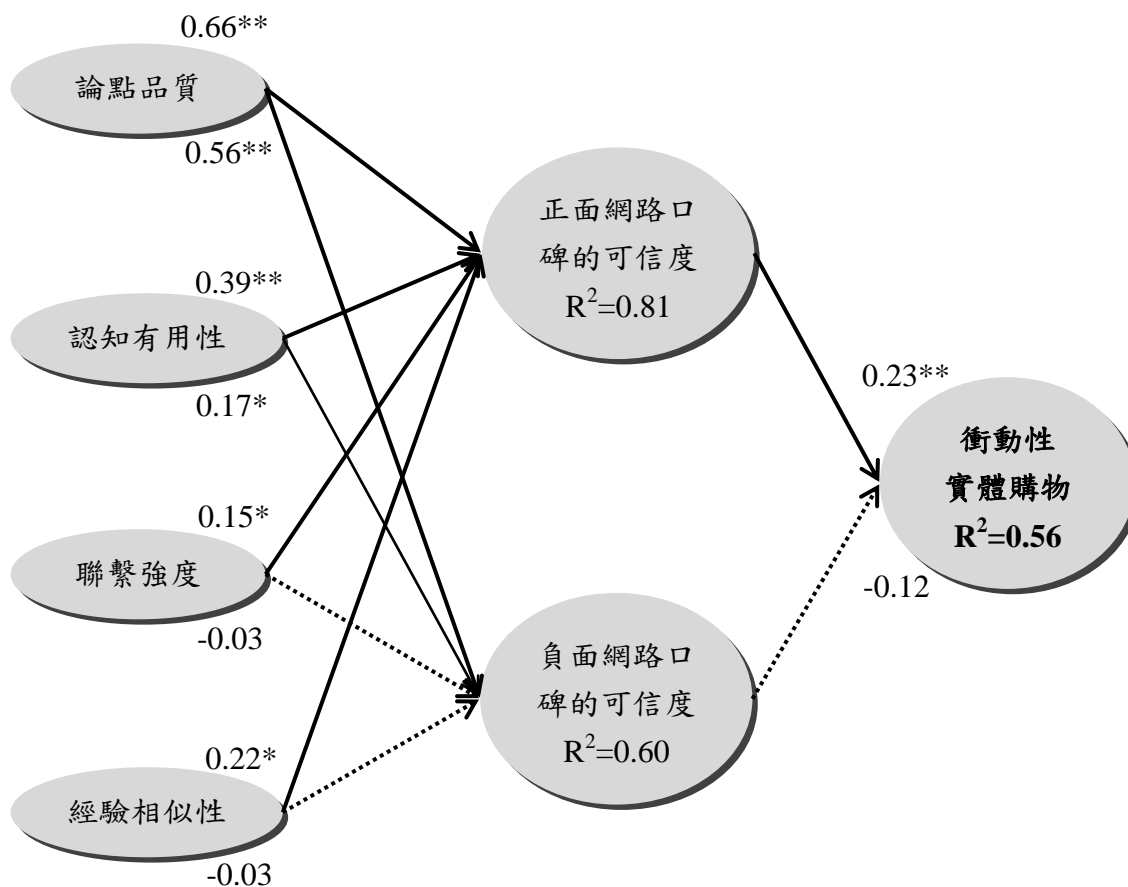 0.66**
論點品質
0.56**
正面網路口
碑的可信度
R²=0.81
0.39**
認知有用性
0.17*
0.23**
衝動性
實體購物
R²=0.56
-0.12
0.15*
聯繫強度
-0.03
負面網路口
碑的可信度
R²=0.60
0.22*
經驗相似性
-0.03